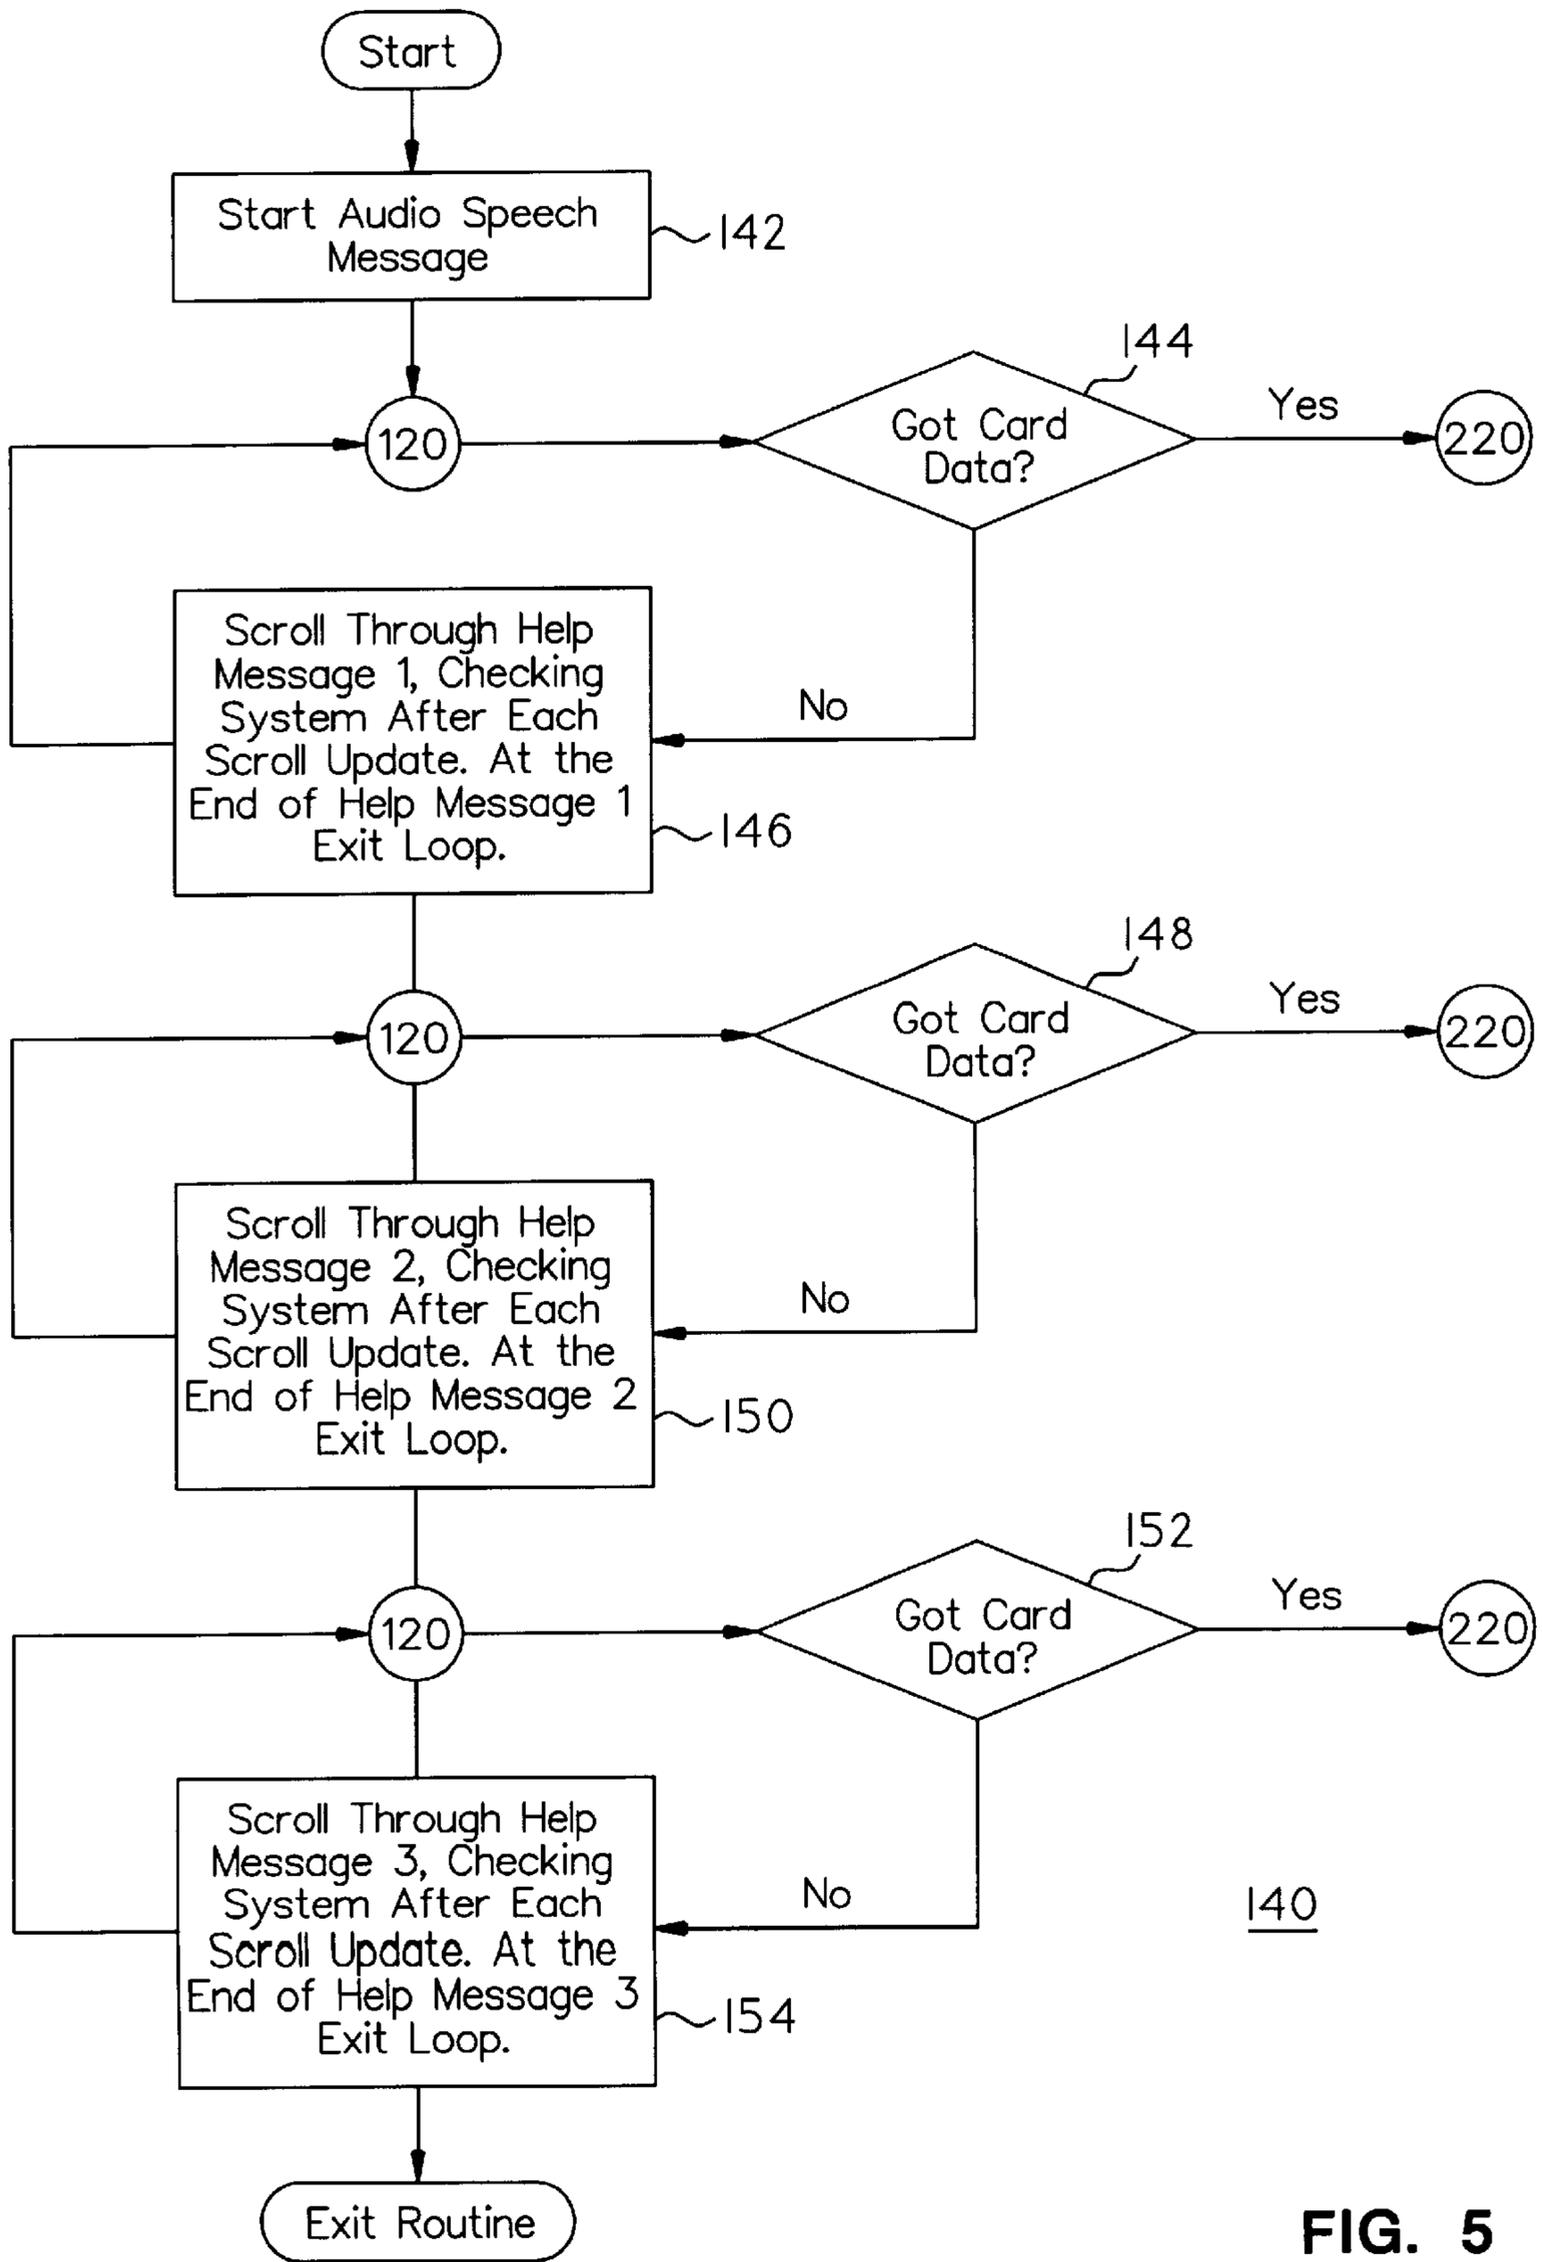 Start
Start Audio Speech
Message
142
144
120
Got Card
Data?
Yes
220
Scroll Through Help
Message 1, Checking
System After Each
Scroll Update. At the
End of Help Message 1
Exit Loop.
No
146
148
120
Got Card
Data?
Yes
220
Scroll Through Help
Message 2, Checking
System After Each
Scroll Update. At the
End of Help Message 2
Exit Loop.
No
150
152
120
Got Card
Data?
Yes
220
Scroll Through Help
Message 3, Checking
System After Each
Scroll Update. At the
End of Help Message 3
Exit Loop.
No
140
154
Exit Routine
FIG. 5